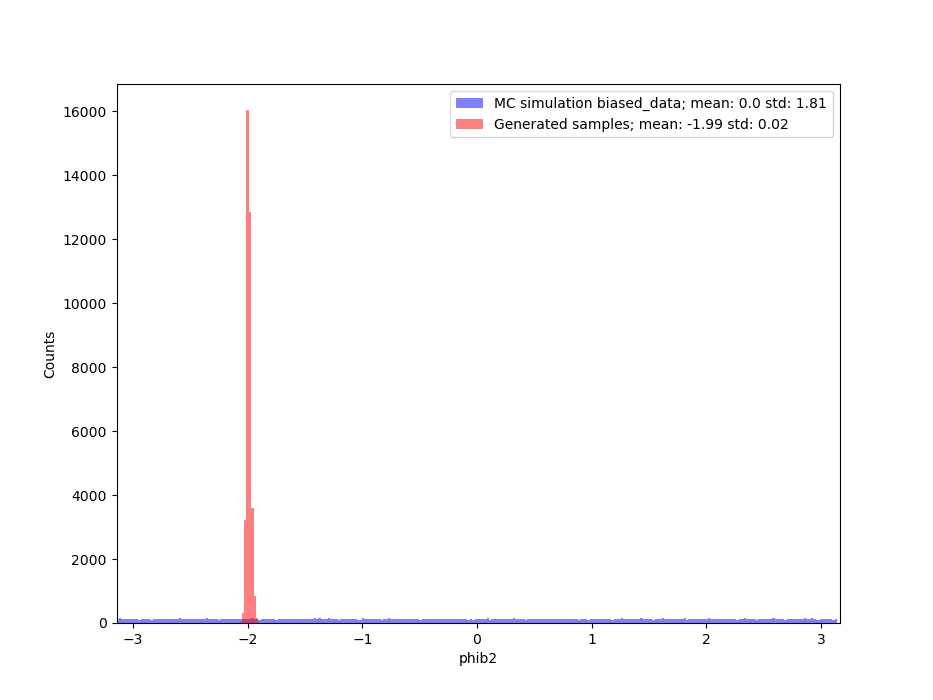 MC simulation biased_data; mean: 0.0 std: 1.81
Generated samples; mean: -1.99 std: 0.02
16000
14000
12000
10000
8000
6000
4000
2000
0
Counts
−3 −2 −1 0 1 2 3
phib2